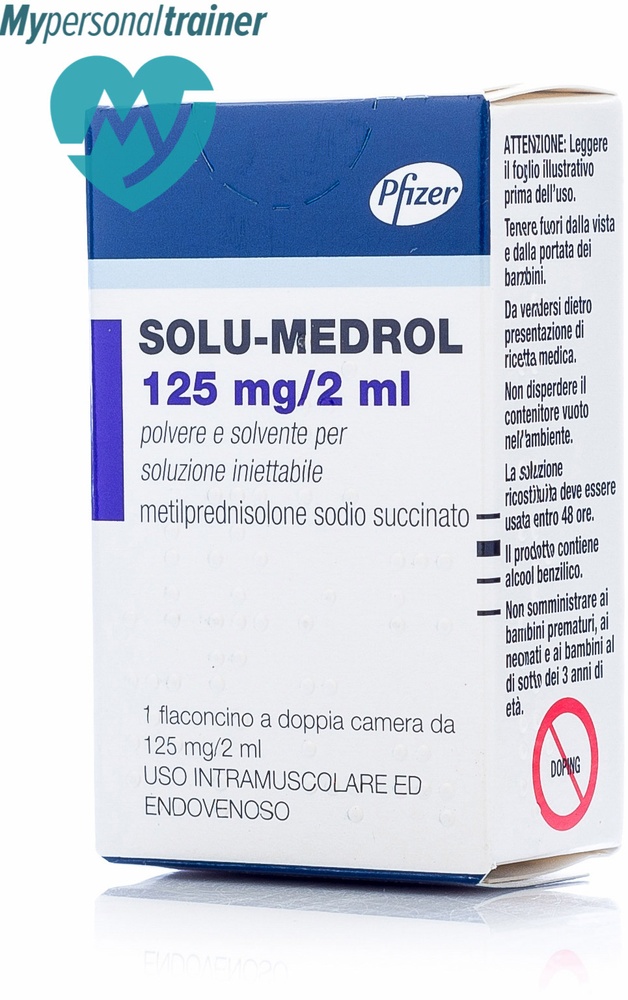 Mypersonaltrainer
My
Pfizer
SOLU-MEDROL
125 mg/2 ml
polvere e solvente per
soluzione iniettabile
metilprednisolone sodio succinato
1 flaconcino a doppia camera da
125 mg/2 ml
USO INTRAMUSCOLARE ED
ENDOVENOSO
ATTENZIONE: Leggere
il foglio illustrativo
prima dell'uso.
Tenere fuori dalla vista
e dalla portata dei
bambini.
Da vendersi dietro
presentazione di
ricetta medica.
Non disperdere il
contenitore vuoto
nell'ambiente.
La soluzione
ricostituita deve essere
usata entro 48 ore.
Il prodotto contiene
alcool benzilico.
Non somministrare ai
bambini prematuri, ai
neonati e ai bambini al
di sotto dei 3 anni di
età.
DOPING